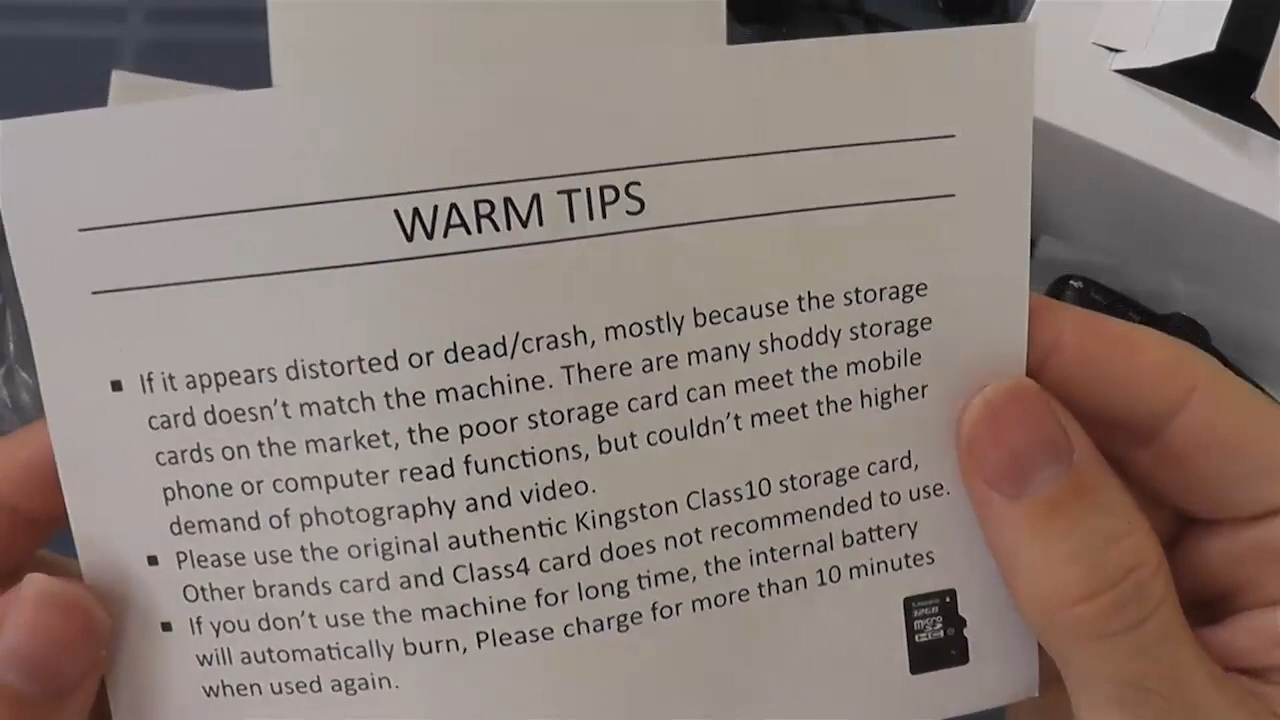 WARM TIPS
▪ If it appears distorted or dead/crash, mostly because the storage
card doesn't match the machine. There are many shoddy storage
cards on the market, the poor storage card can meet the mobile
phone or computer read functions, but couldn't meet the higher
demand of photography and video.
▪ Please use the original authentic Kingston Class10 storage card,
Other brands card and Class4 card does not recommended to use.
▪ If you don't use the machine for long time, the internal battery
will automatically burn, Please charge for more than 10 minutes
when used again.
32GB
micro